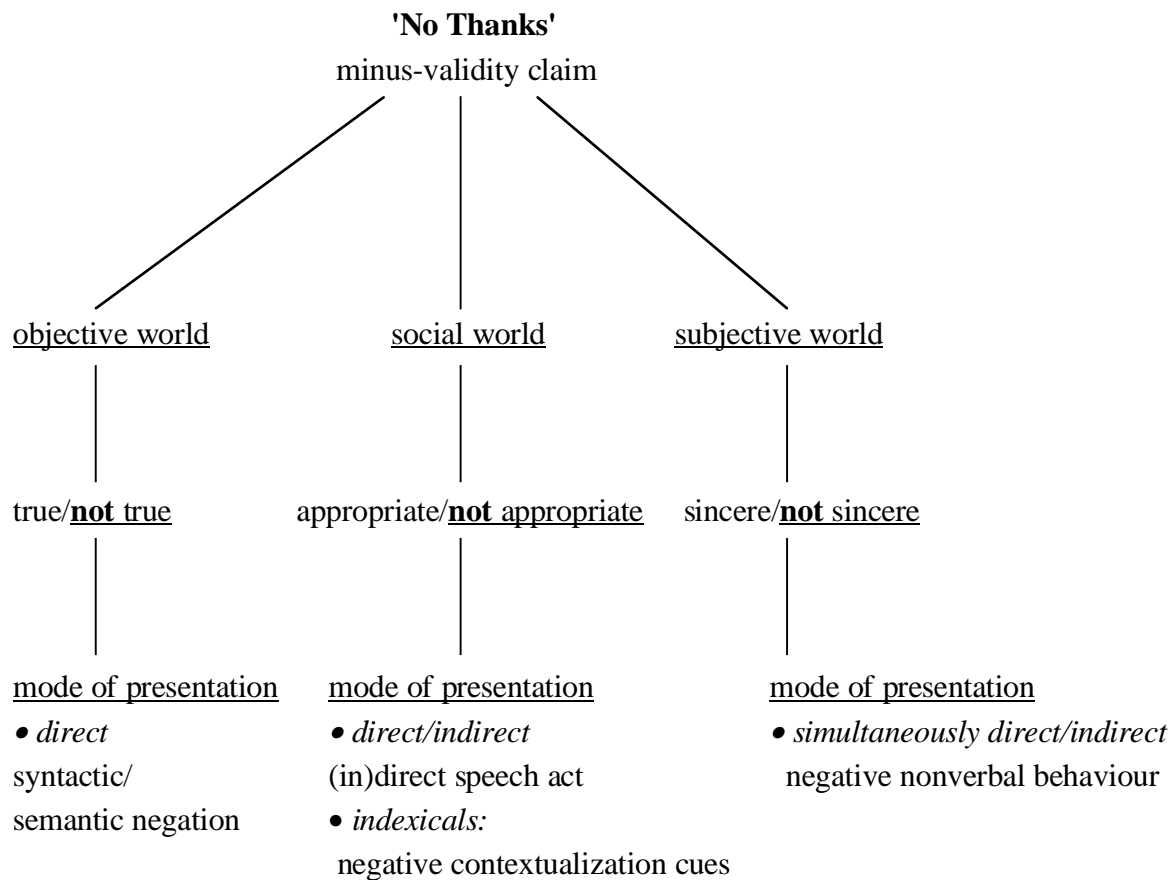 'No Thanks'
minus-validity claim
objective world
social world
subjective world
true/not true
appropriate/not appropriate
sincere/not sincere
mode of presentation
• direct
syntactic/
semantic negation
mode of presentation
• direct/indirect
(in)direct speech act
• indexicals:
negative contextualization cues
mode of presentation
• simultaneously direct/indirect
negative nonverbal behaviour